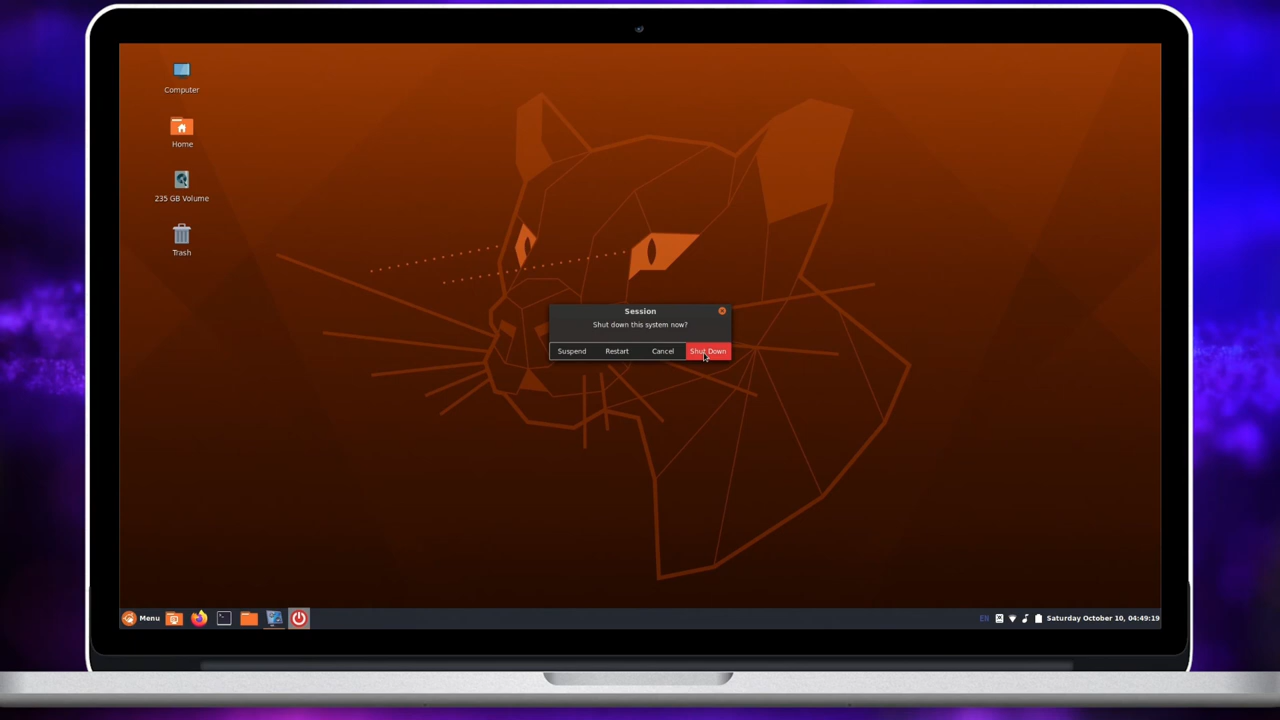 Computer
Home
235 GB Volume
Trash
Session
Shut down this system now?
Suspend Restart Cancel Shut Down
Menu EN Saturday October 10, 04:49:19